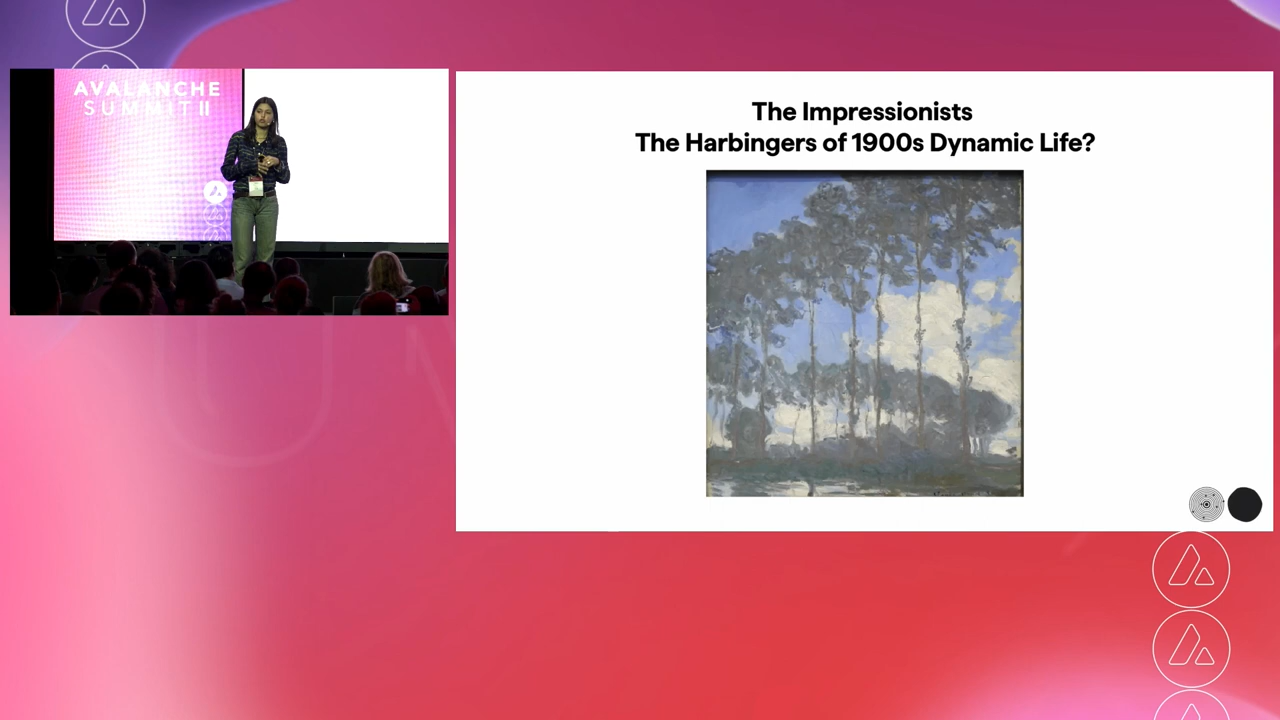 AVALANCHE
SUMMIT II
The Impressionists
The Harbingers of 1900s Dynamic Life?